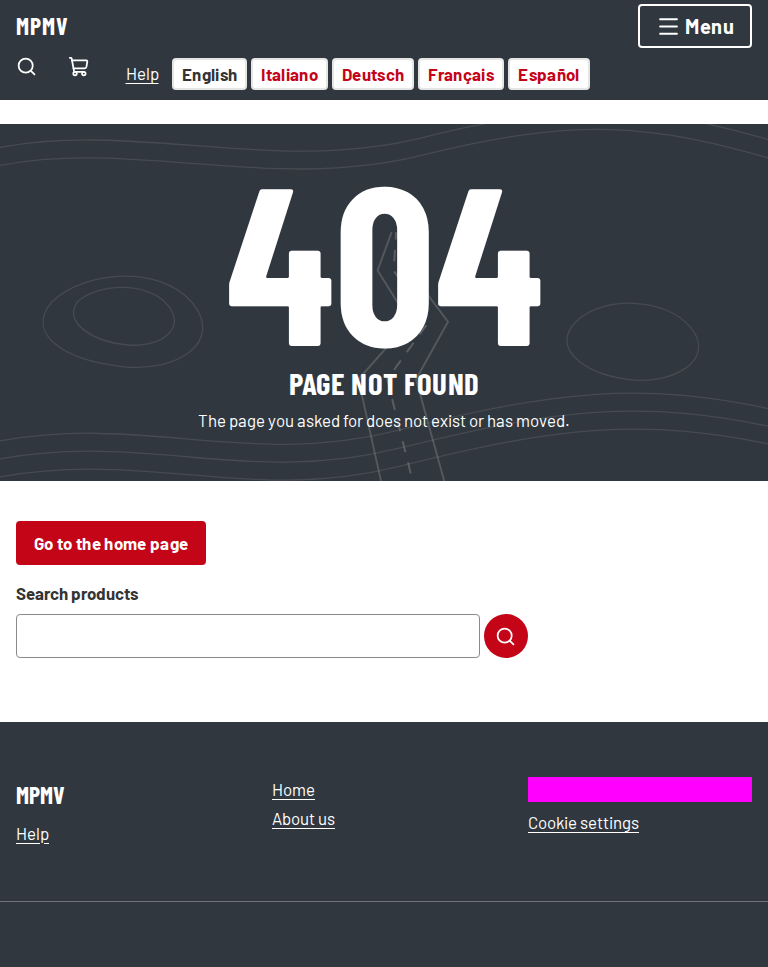 MPMV
Menu
Help
English
Italiano
Deutsch
Français
Español
404
PAGE NOT FOUND
The page you asked for does not exist or has moved.
Go to the home page
Search products
MPMV
Help
Home
About us
Cookie settings